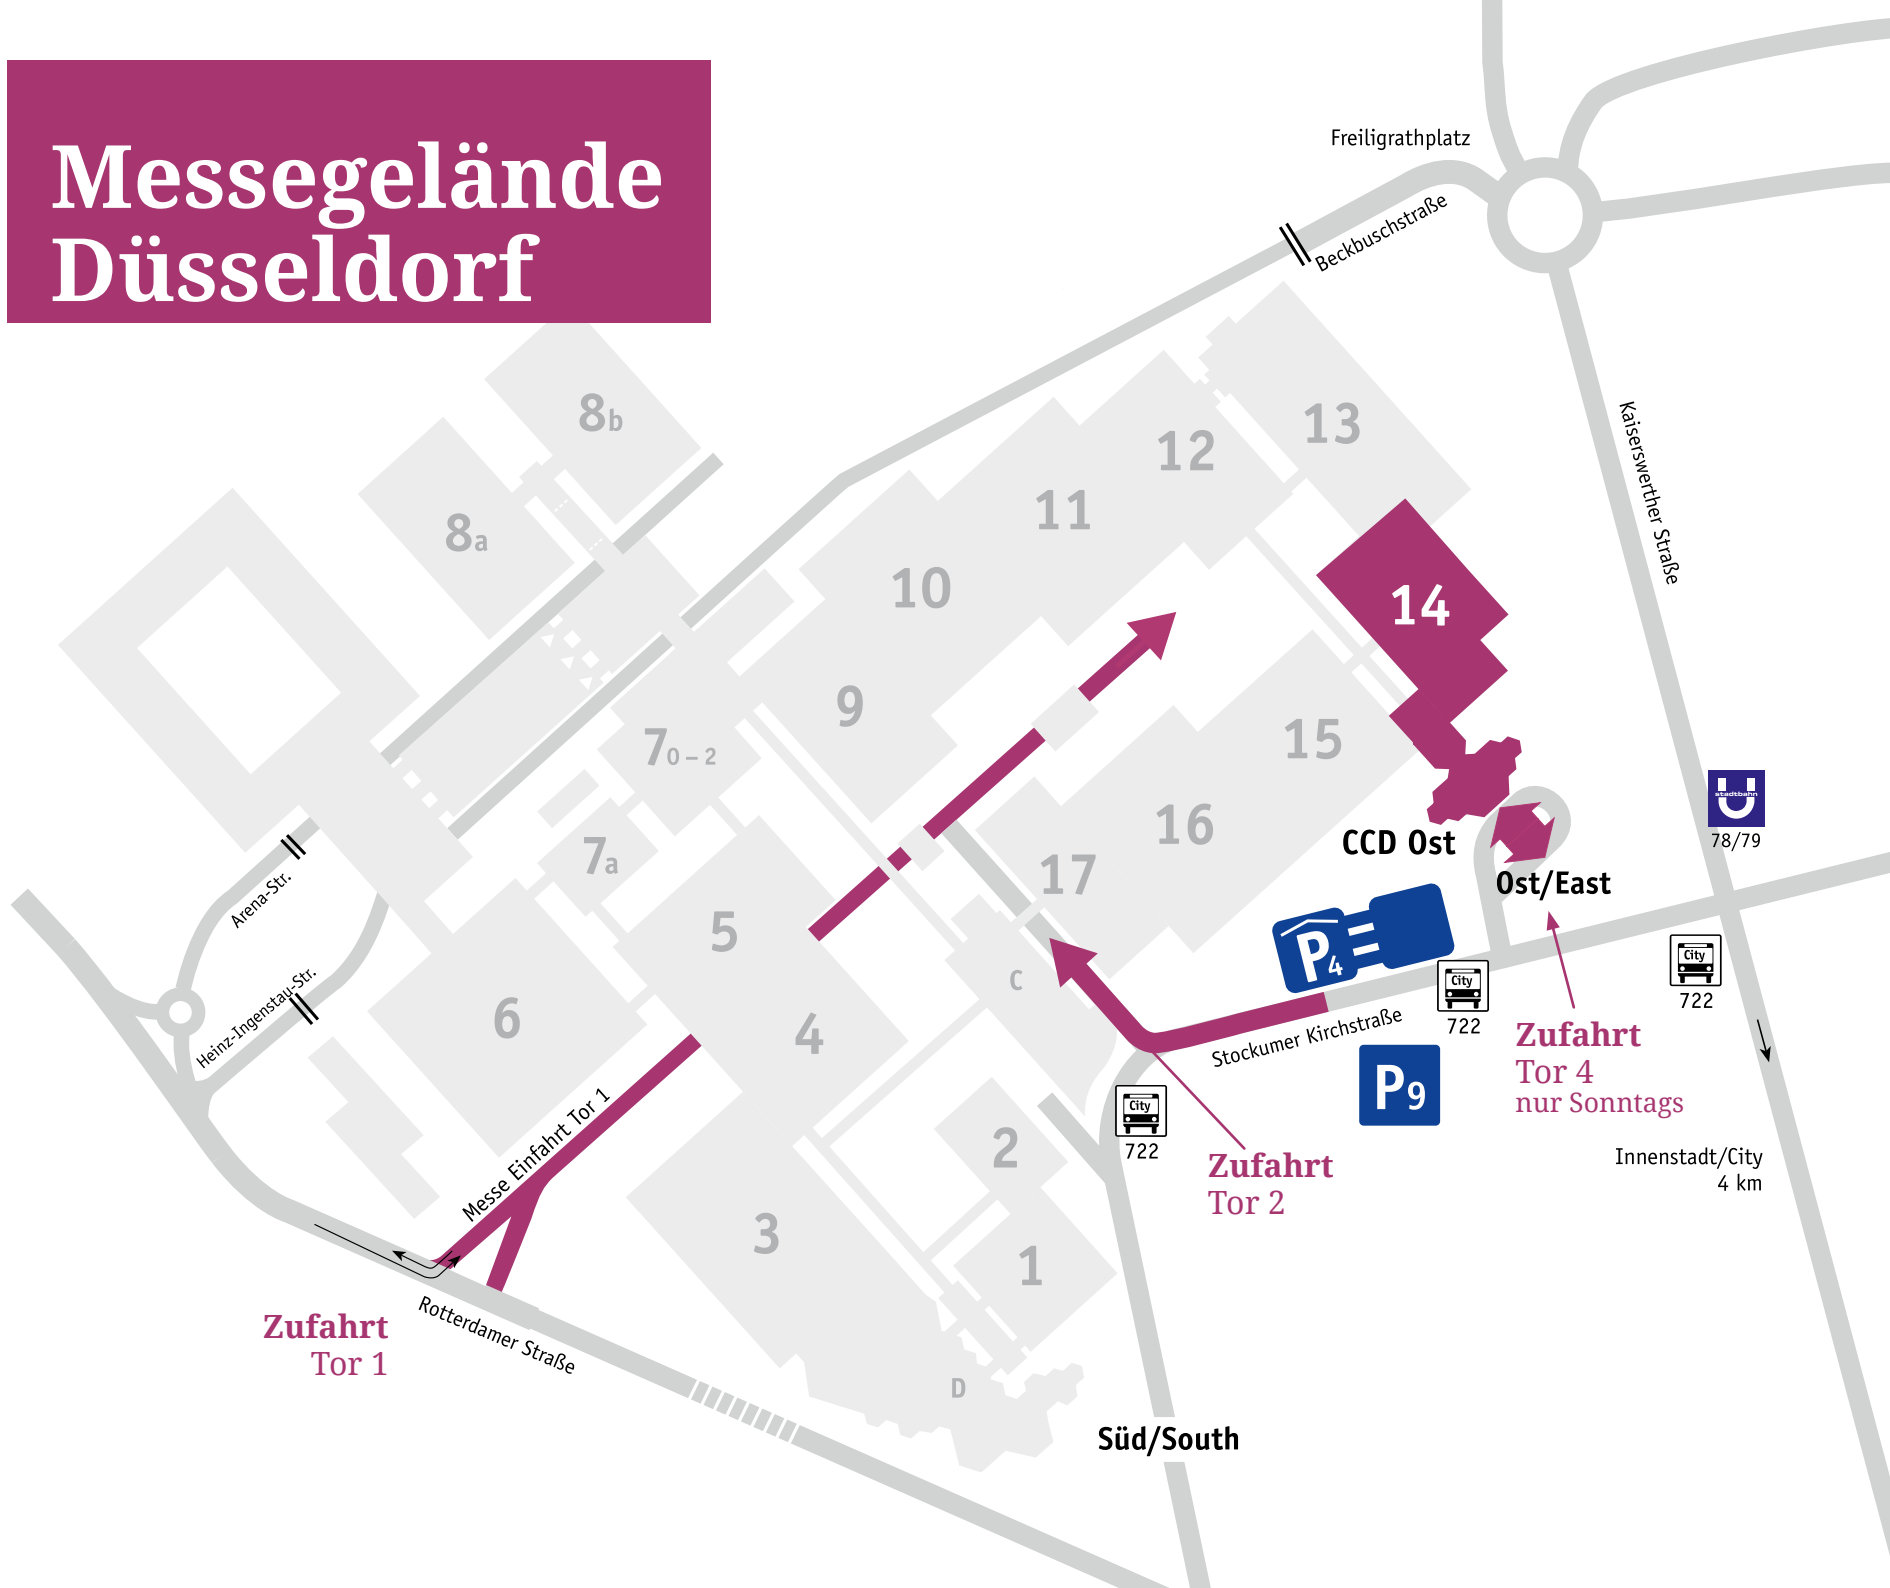 Messegelände
Düsseldorf
Freiligrathplatz
Beckbuschstraße
Kaiserswerther Straße
8b
8a
13
12
11
10
14
9
15
70–2
16
7a
17
5
C
6
4
2
3
1
D
stadtbahn
78/79
CCD Ost
Ost/East
P4
City
722
City
722
Arena-Str.
Heinz-Ingenstau-Str.
Stockumer Kirchstraße
Zufahrt
Tor 4
nur Sonntags
P9
City
722
Messe Einfahrt Tor 1
Zufahrt
Tor 2
Innenstadt/City
4 km
Zufahrt
Tor 1
Rotterdamer Straße
Süd/South